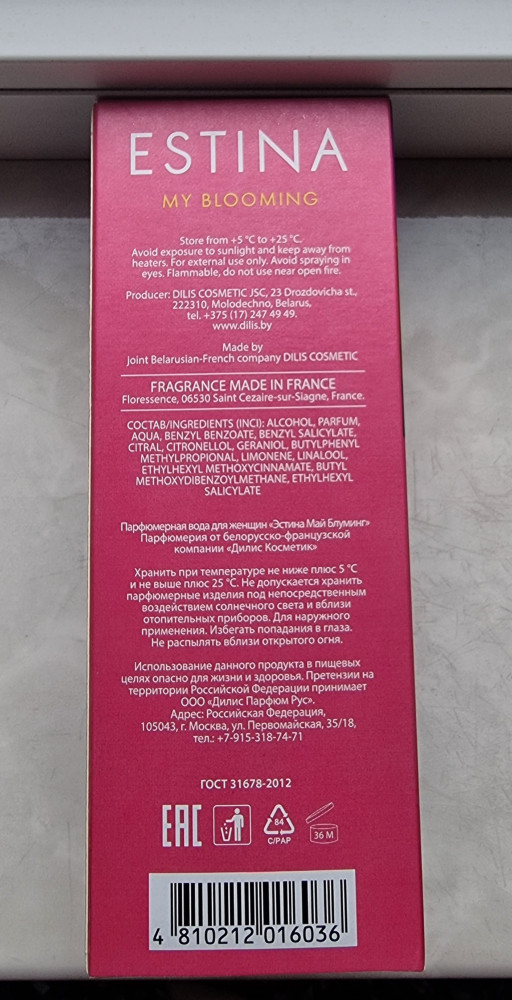 ESTINA
MY BLOOMING
Store from +5 °C to +25 °C.
Avoid exposure to sunlight and keep away from
heaters. For external use only. Avoid spraying in
eyes. Flammable, do not use near open fire.
Producer: DILIS COSMETIC JSC, 23 Drozdovicha st.,
222310, Molodechno, Belarus,
tel. +375 (17) 247 49 49.
www.dilis.by
Made by
Joint Belarusian-French company DILIS COSMETIC
FRAGRANCE MADE IN FRANCE
Floressence, 06530 Saint Cezaire-sur-Siagne, France.
СОСТАВ/INGREDIENTS (INCI): ALCOHOL, PARFUM,
AQUA, BENZYL BENZOATE, BENZYL SALICYLATE,
CITRAL, CITRONELLOL, GERANIOL, BUTYLPHENYL
METHYLPROPIONAL, LIMONENE, LINALOOL,
ETHYLHEXYL METHOXYCINNAMATE, BUTYL
METHOXYDIBENZOYLMETHANE, ETHYLHEXYL
SALICYLATE
Парфюмерная вода для женщин «Эстина Май Блуминг»
Парфюмерия от белорусско-французской
компании «Дилис Косметик»
Хранить при температуре не ниже плюс 5 °C
и не выше плюс 25 °C. Не допускается хранить
парфюмерные изделия под непосредственным
воздействием солнечного света и вблизи
отопительных приборов. Для наружного
применения. Избегать попадания в глаза.
Не распылять вблизи открытого огня.
Использование данного продукта в пищевых
целях опасно для жизни и здоровья. Претензии на
территории Российской Федерации принимает
ООО «Дилис Парфюм Рус».
Адрес: Российская Федерация,
105043, г. Москва, ул. Первомайская, 35/18,
тел.: +7-915-318-74-71
ГОСТ 31678-2012
EAC
84
C/PAP
36 M
4 810212 016036